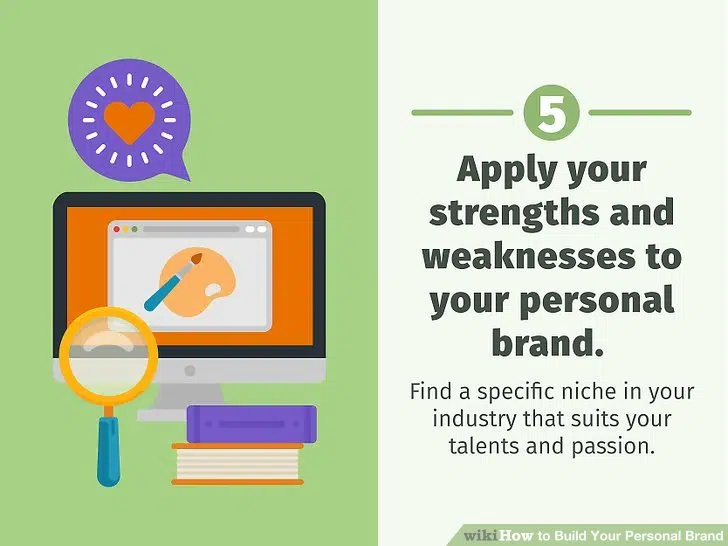 5
Apply your
strengths and
weaknesses to
your personal
brand.
Find a specific niche in your
industry that suits your
talents and passion.
wikiHow to Build Your Personal Brand